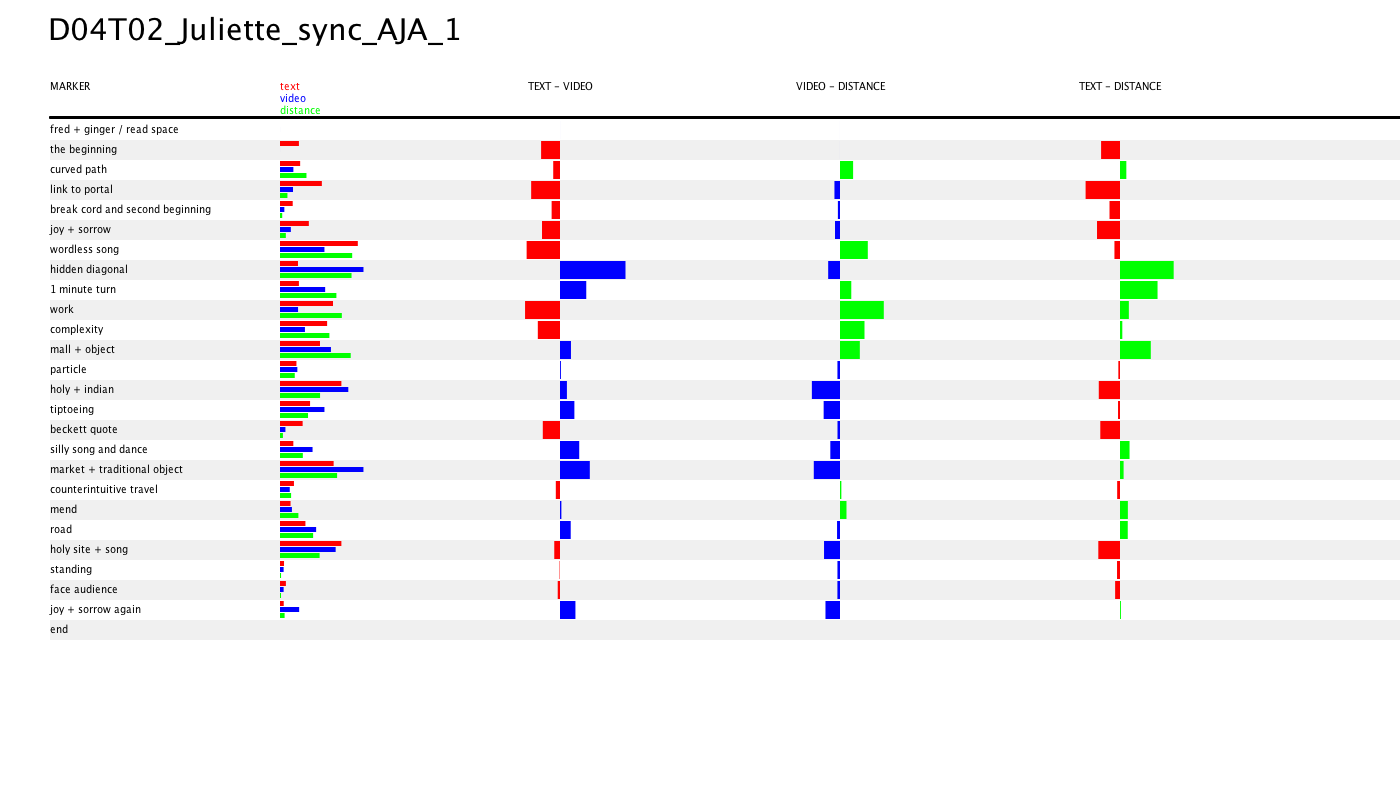 D04T02_Juliette_sync_AJA_1
MARKER text TEXT – VIDEO VIDEO – DISTANCE TEXT – DISTANCE
video
distance
fred + ginger / read space
the beginning
curved path
link to portal
break cord and second beginning
joy + sorrow
wordless song
hidden diagonal
1 minute turn
work
complexity
mall + object
particle
holy + indian
tiptoeing
beckett quote
silly song and dance
market + traditional object
counterintuitive travel
mend
road
holy site + song
standing
face audience
joy + sorrow again
end